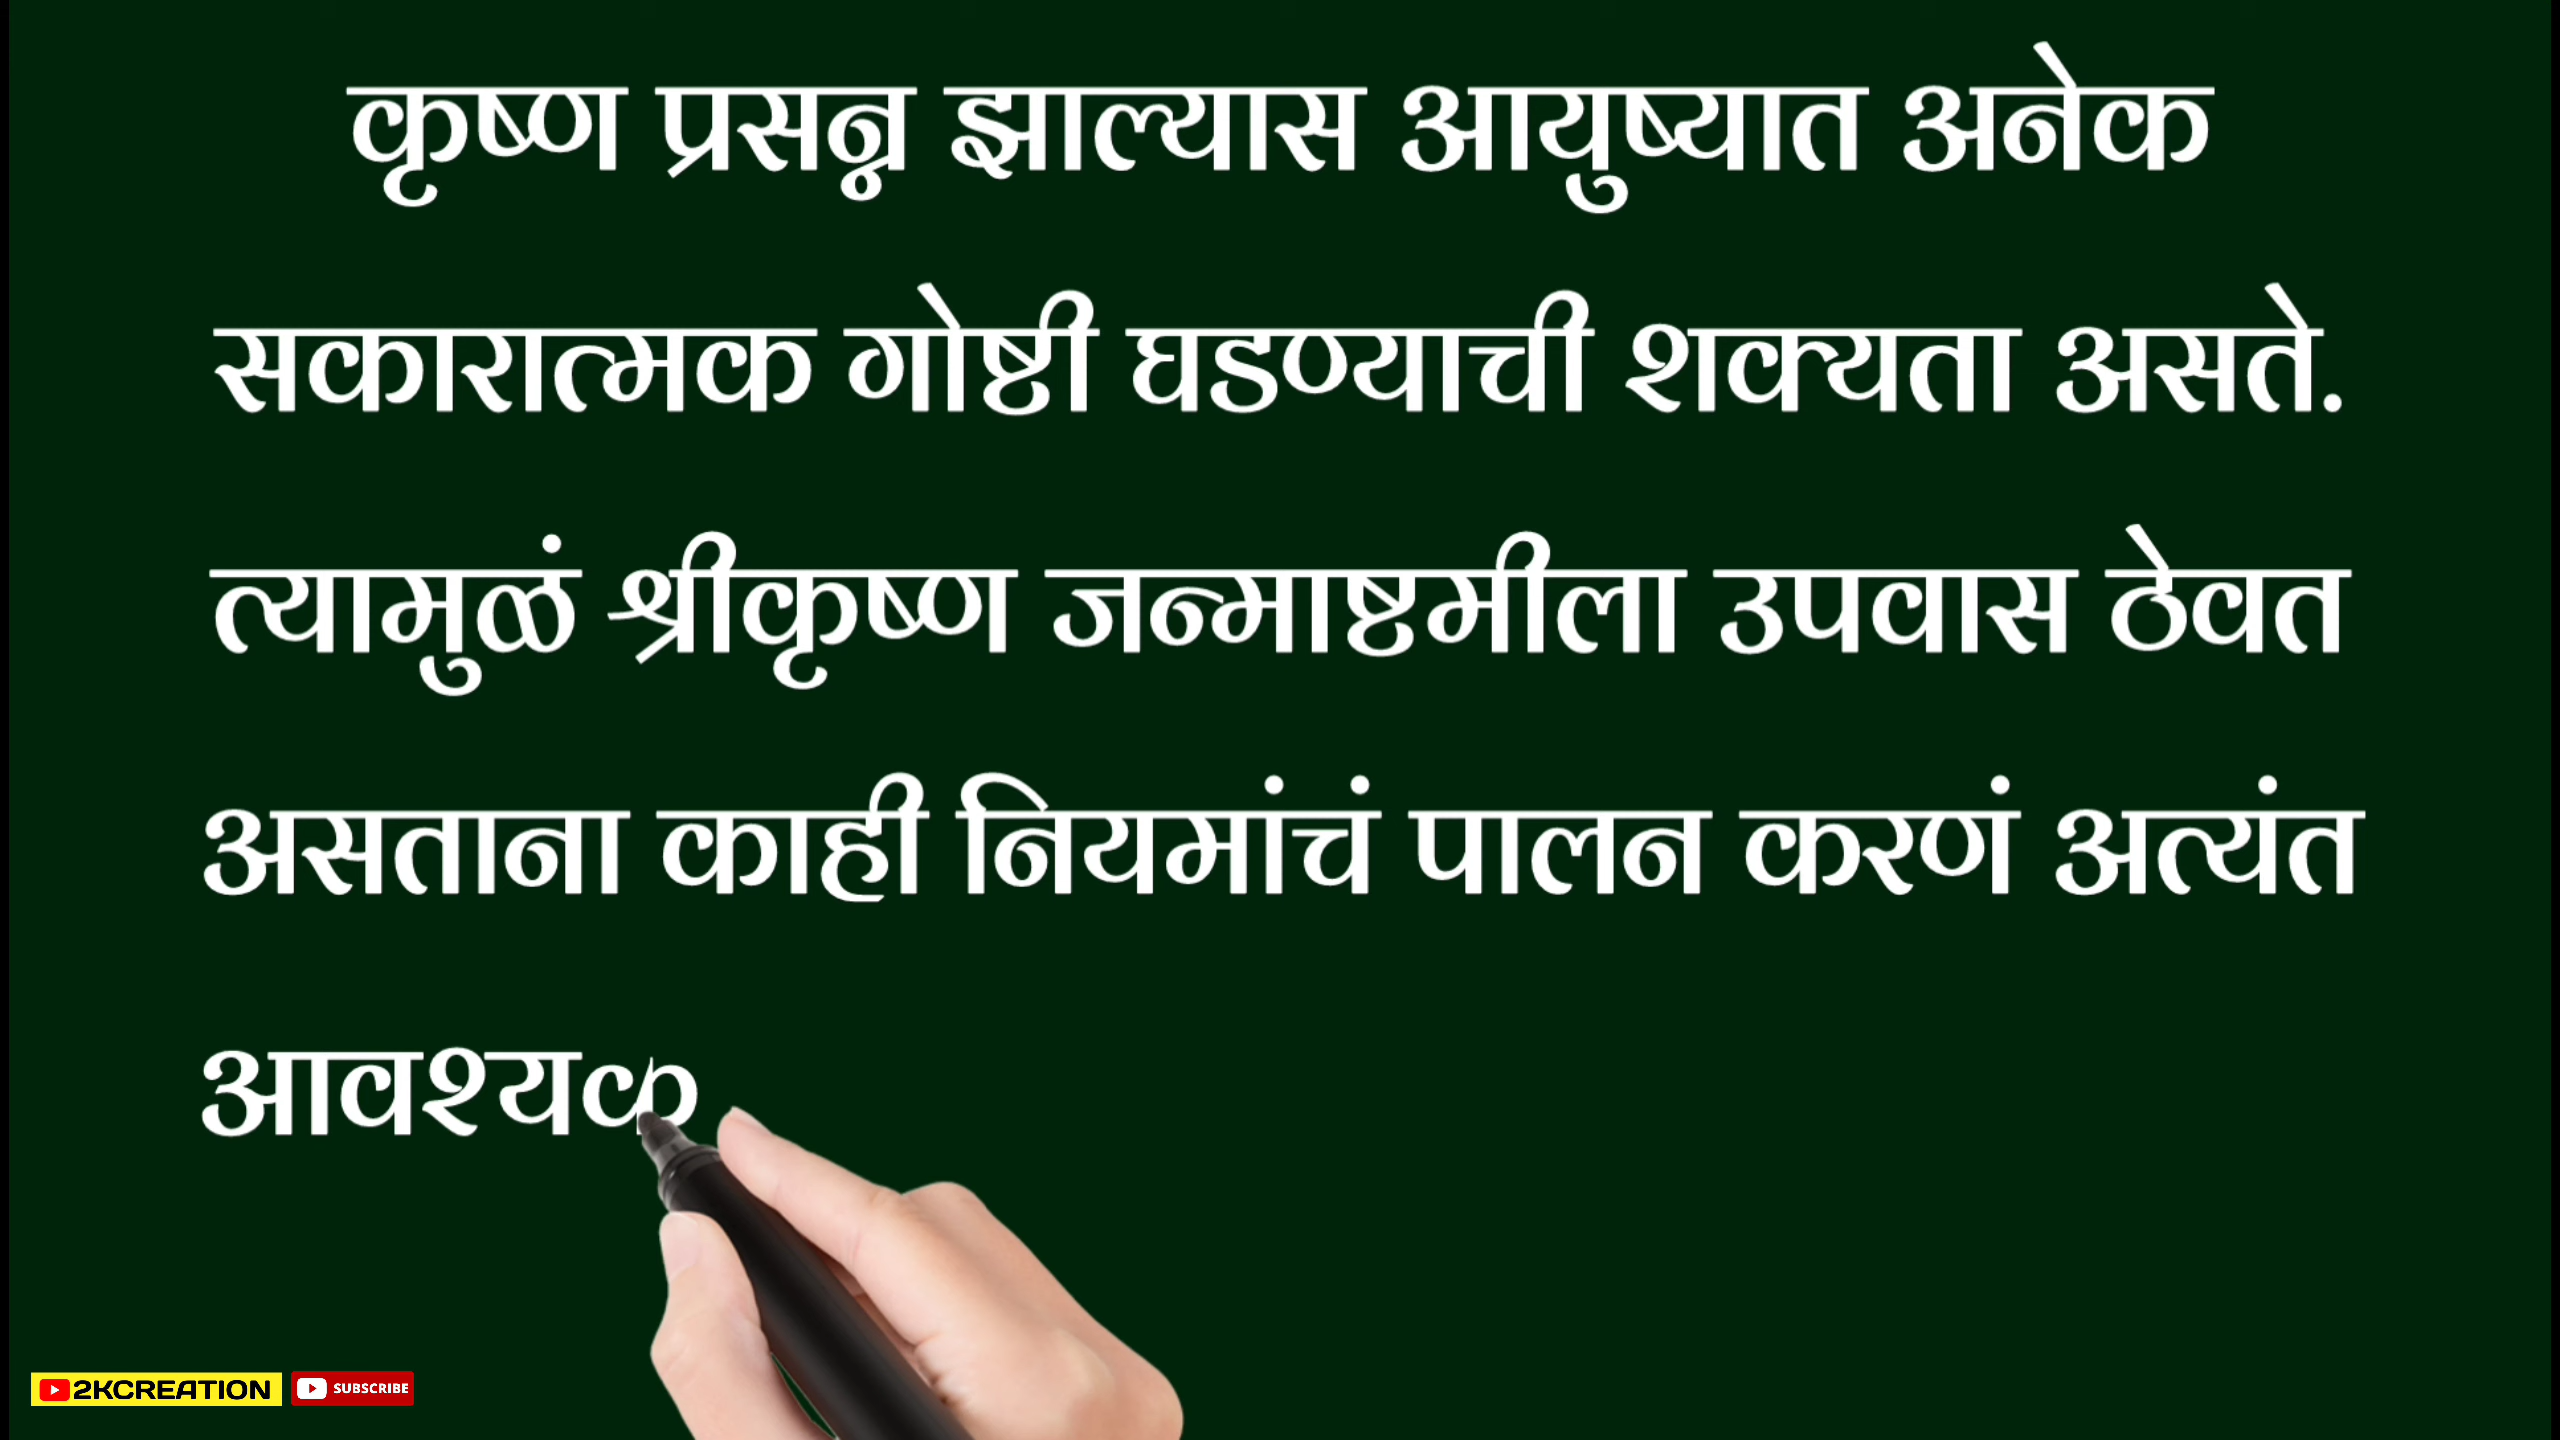 कृष्ण प्रसन्न झाल्यास आयुष्यात अनेक
सकारात्मक गोष्टी घडण्याची शक्यता असते.
त्यामुळं श्रीकृष्ण जन्माष्टमीला उपवास ठेवत
असताना काही नियमांचं पालन करणं अत्यंत
आवश्यक
2KCREATION
SUBSCRIBE